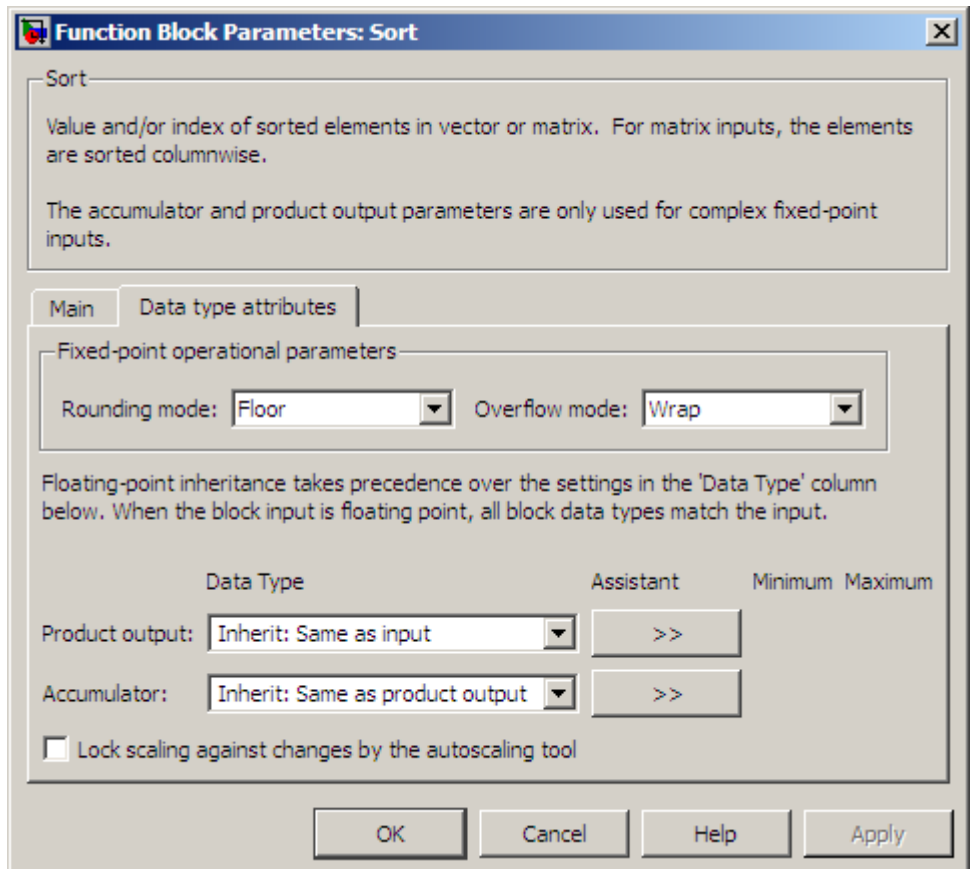 Function Block Parameters: Sort
Sort
Value and/or index of sorted elements in vector or matrix.  For matrix inputs, the elements
are sorted columnwise.
The accumulator and product output parameters are only used for complex fixed-point
inputs.
Main Data type attributes
Fixed-point operational parameters
Rounding mode: Floor Overflow mode: Wrap
Floating-point inheritance takes precedence over the settings in the 'Data Type' column
below. When the block input is floating point, all block data types match the input.
Data Type Assistant Minimum Maximum
Product output: Inherit: Same as input >>
Accumulator: Inherit: Same as product output >>
Lock scaling against changes by the autoscaling tool
OK Cancel Help Apply